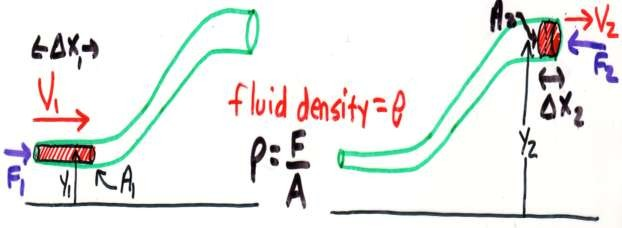 ΔX₁
V₁
F₁
Y₁
A₁
fluid density = ρ
P = F/A
A₂
V₂
F₂
ΔX₂
Y₂